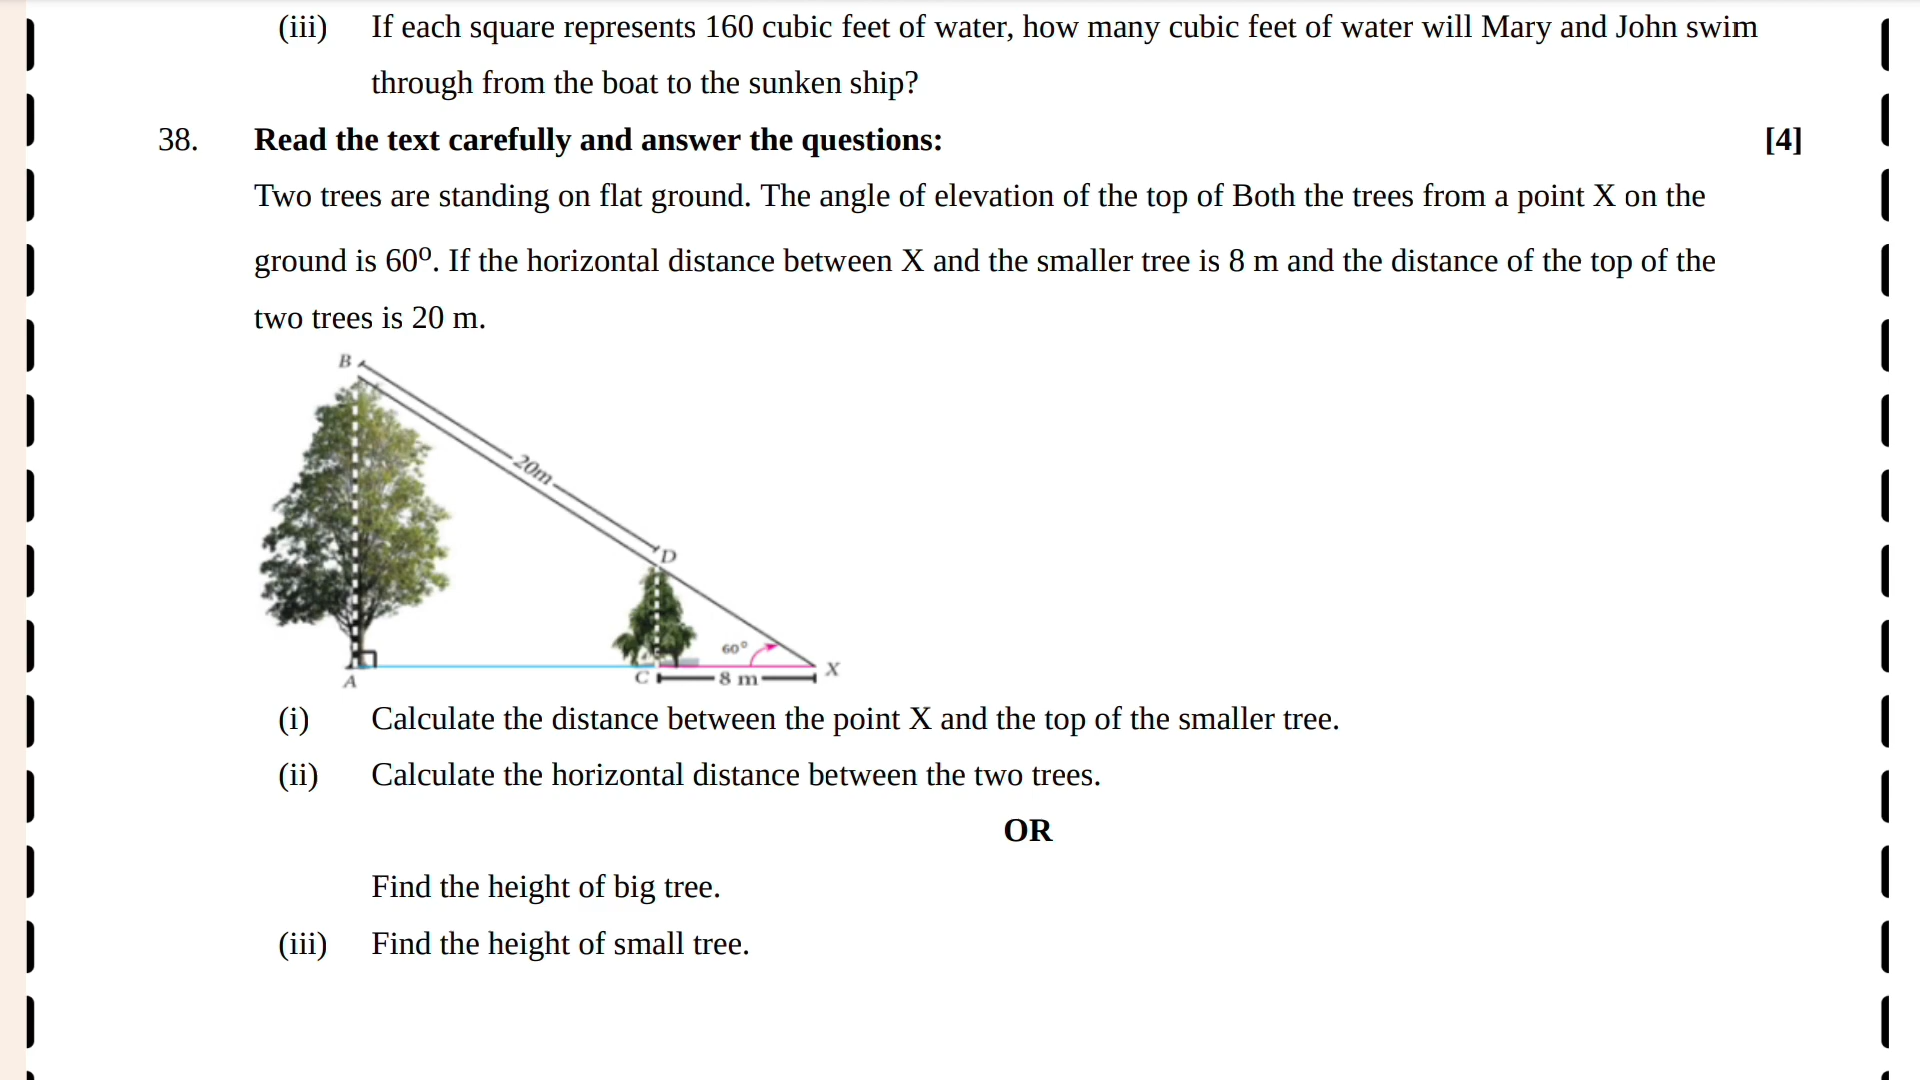 (iii) If each square represents 160 cubic feet of water, how many cubic feet of water will Mary and John swim
through from the boat to the sunken ship?
38. Read the text carefully and answer the questions: [4]
Two trees are standing on flat ground. The angle of elevation of the top of Both the trees from a point X on the
ground is 60⁰. If the horizontal distance between X and the smaller tree is 8 m and the distance of the top of the
two trees is 20 m.
B
20m
D
60°
X
A
C
8 m
(i) Calculate the distance between the point X and the top of the smaller tree.
(ii) Calculate the horizontal distance between the two trees.
OR
Find the height of big tree.
(iii) Find the height of small tree.